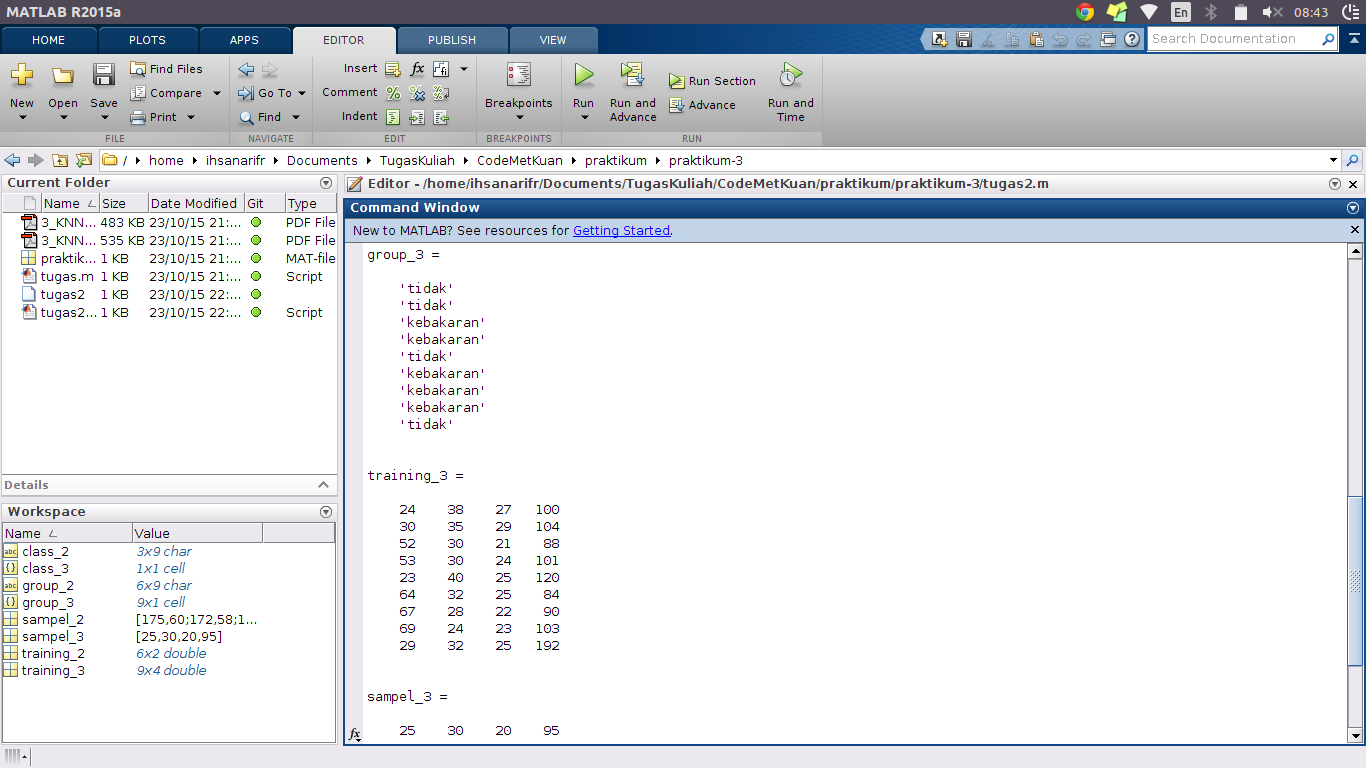 MATLAB R2015a
En
08:43
HOME PLOTS APPS EDITOR PUBLISH VIEW
Search Documentation
New
Open
Save
Find Files
Compare
Print
FILE
Go To
Find
NAVIGATE
Insert
Comment
Indent
EDIT
Breakpoints
BREAKPOINTS
Run
Run and
Advance
Run Section
Advance
Run and
Time
RUN
/ home ihsanarifr Documents TugasKuliah CodeMetKuan praktikum praktikum-3
Current Folder
Name Size Date Modified Git Type
3_KNN... 483 KB 23/10/15 21:... PDF File
3_KNN... 535 KB 23/10/15 21:... PDF File
praktik... 1 KB 23/10/15 21:... MAT-file
tugas.m 1 KB 23/10/15 21:... Script
tugas2 1 KB 23/10/15 22:...
tugas2... 1 KB 23/10/15 22:... Script
Details
Workspace
Name Value
class_2 3x9 char
class_3 1x1 cell
group_2 6x9 char
group_3 9x1 cell
sampel_2 [175,60;172,58;1...
sampel_3 [25,30,20,95]
training_2 6x2 double
training_3 9x4 double
Editor - /home/ihsanarifr/Documents/TugasKuliah/CodeMetKuan/praktikum/praktikum-3/tugas2.m
Command Window
New to MATLAB? See resources for Getting Started.
group_3 =
'tidak'
'tidak'
'kebakaran'
'kebakaran'
'tidak'
'kebakaran'
'kebakaran'
'kebakaran'
'tidak'
training_3 =
24 38 27 100
30 35 29 104
52 30 21 88
53 30 24 101
23 40 25 120
64 32 25 84
67 28 22 90
69 24 23 103
29 32 25 192
sampel_3 =
25 30 20 95
fx